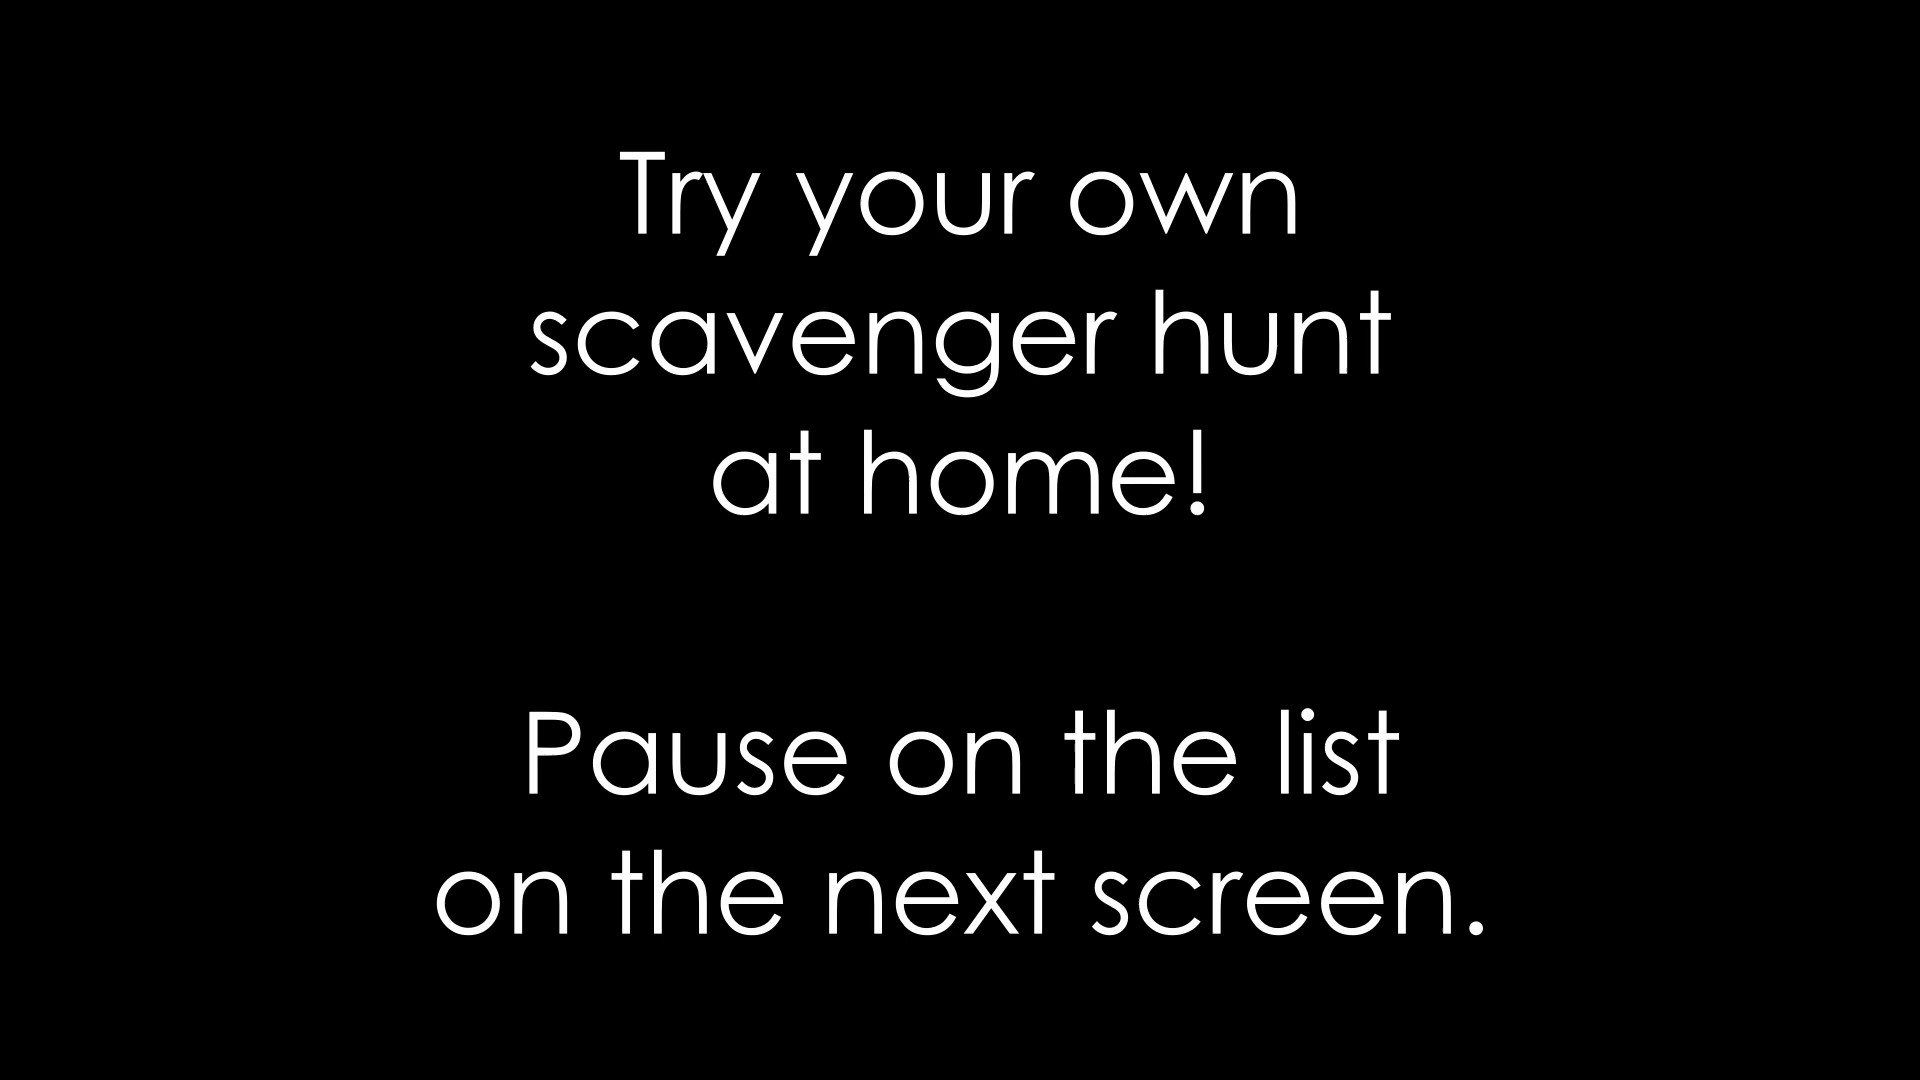 Try your own
scavenger hunt
at home!
Pause on the list
on the next screen.